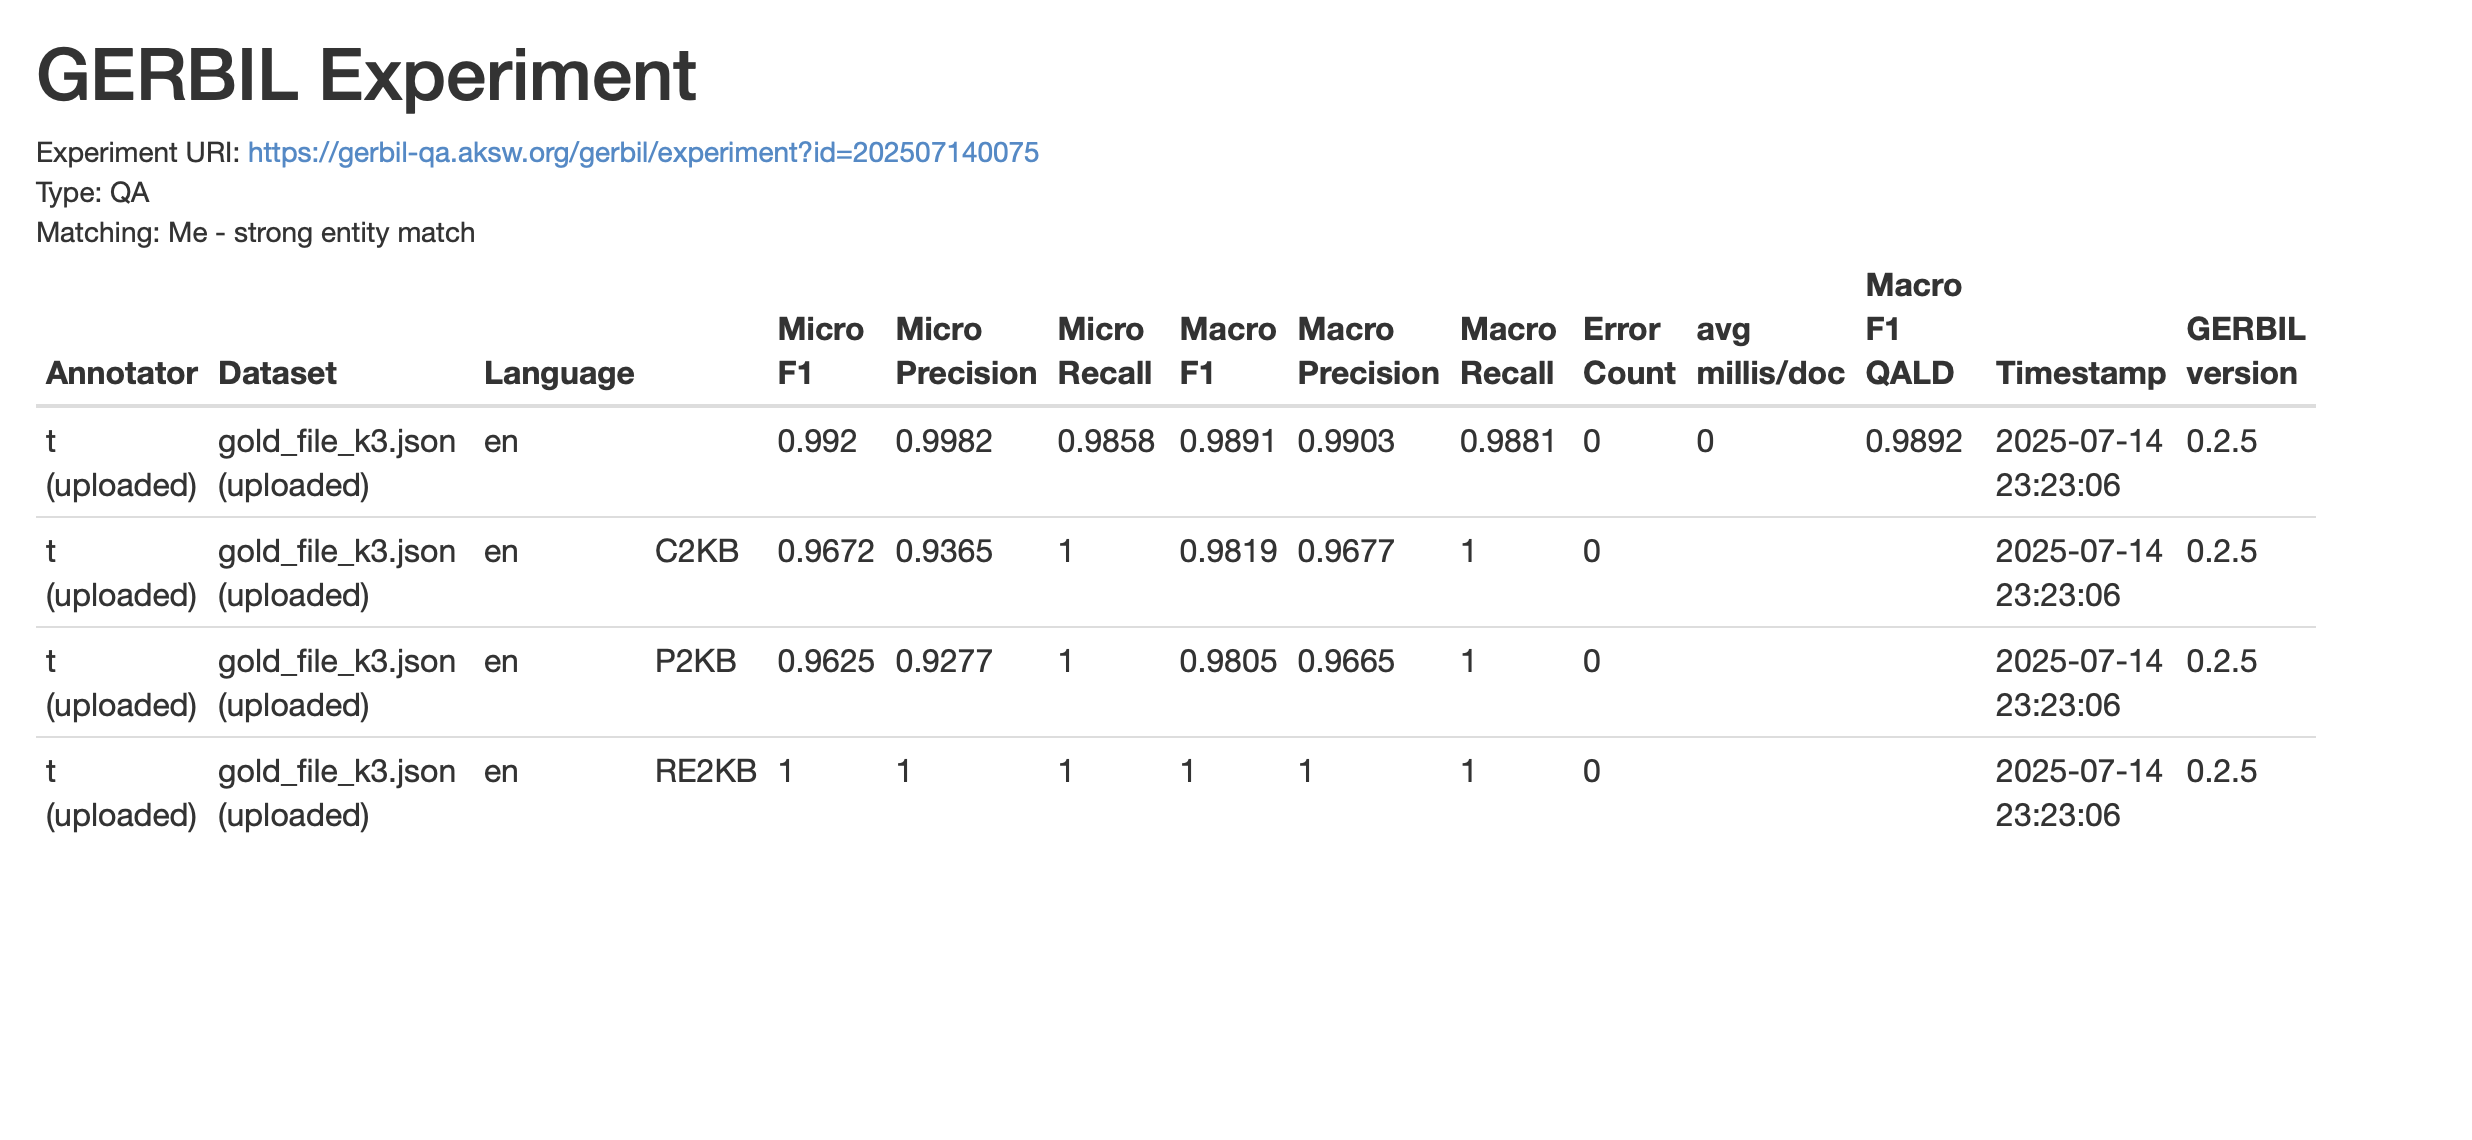 GERBIL Experiment
Experiment URI: https://gerbil-qa.aksw.org/gerbil/experiment?id=202507140075
Type: QA
Matching: Me - strong entity match
Annotator Dataset Language Micro F1 Micro Precision Micro Recall Macro F1 Macro Precision Macro Recall Error Count avg millis/doc Macro F1 QALD Timestamp GERBIL version
t (uploaded) gold_file_k3.json (uploaded) en 0.992 0.9982 0.9858 0.9891 0.9903 0.9881 0 0 0.9892 2025-07-14 23:23:06 0.2.5
t (uploaded) gold_file_k3.json (uploaded) en C2KB 0.9672 0.9365 1 0.9819 0.9677 1 0 2025-07-14 23:23:06 0.2.5
t (uploaded) gold_file_k3.json (uploaded) en P2KB 0.9625 0.9277 1 0.9805 0.9665 1 0 2025-07-14 23:23:06 0.2.5
t (uploaded) gold_file_k3.json (uploaded) en RE2KB 1 1 1 1 1 1 0 2025-07-14 23:23:06 0.2.5